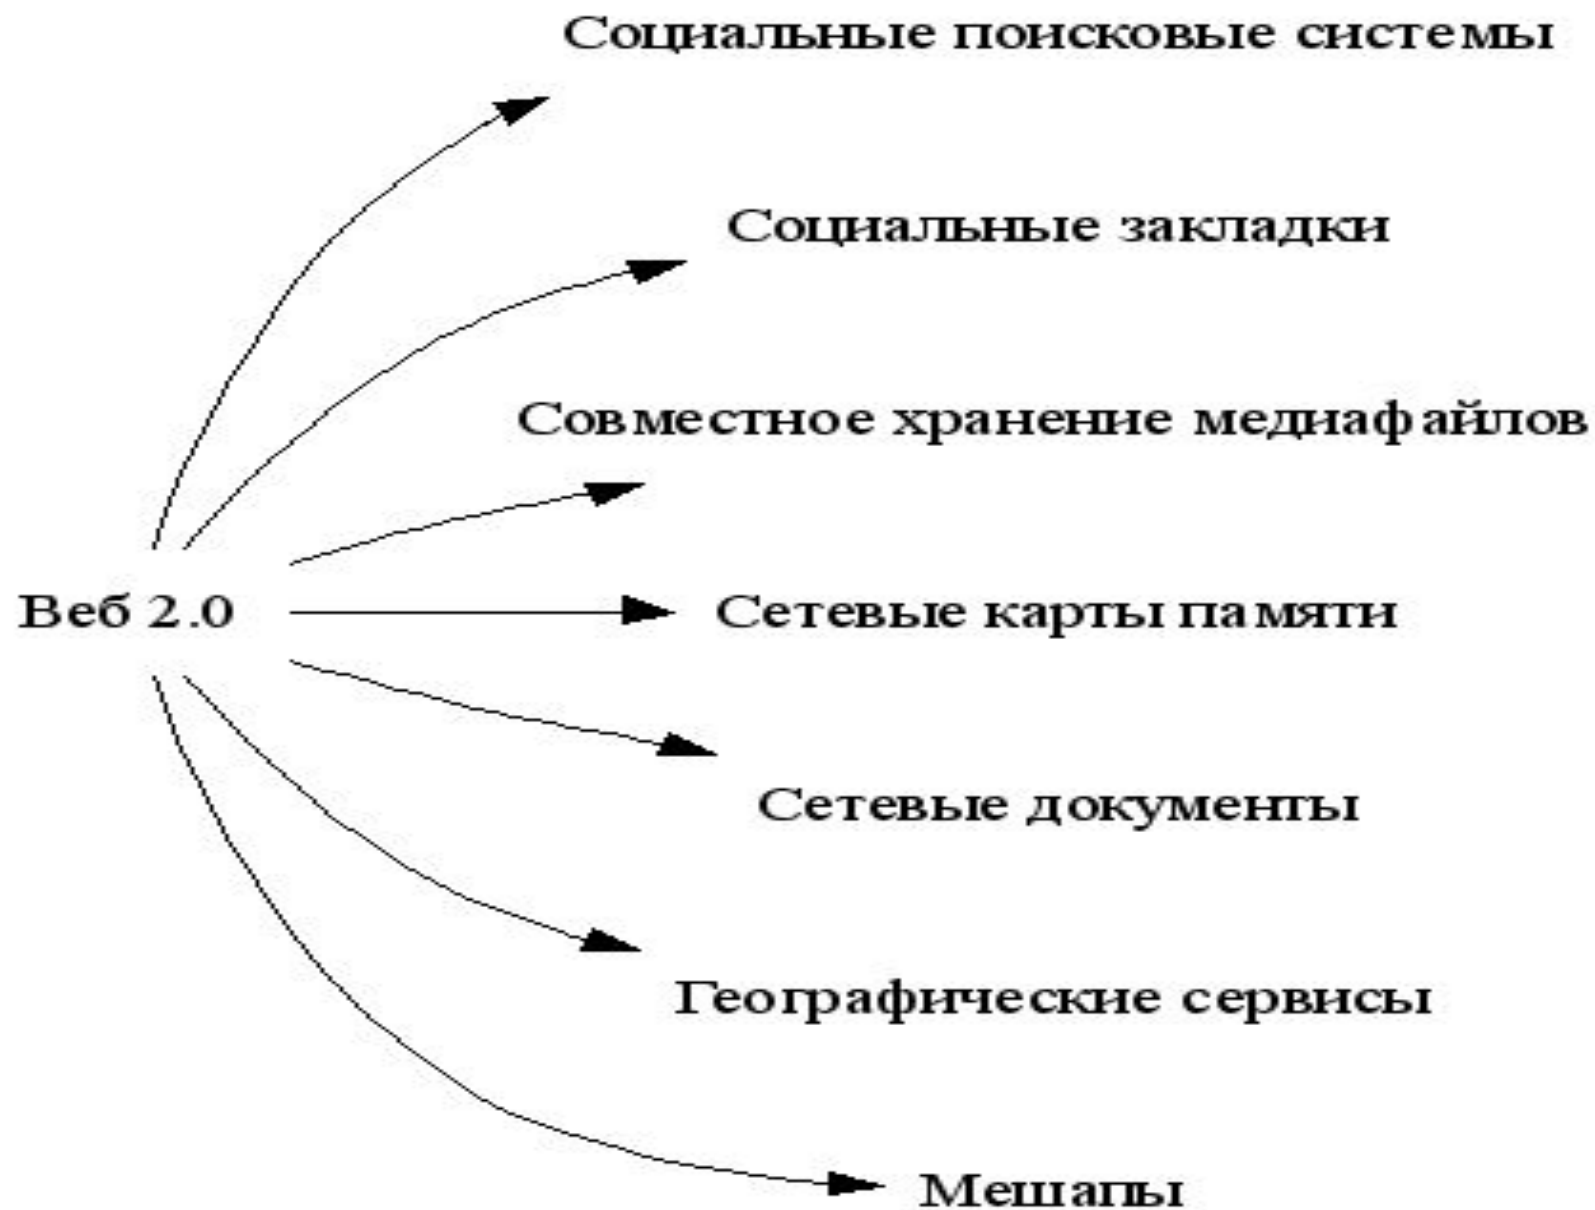 Социальные поисковые системы
Социальные закладки
Совместное хранение медиафайлов
Веб 2.0
Сетевые карты памяти
Сетевые документы
Географические сервисы
Мешапы